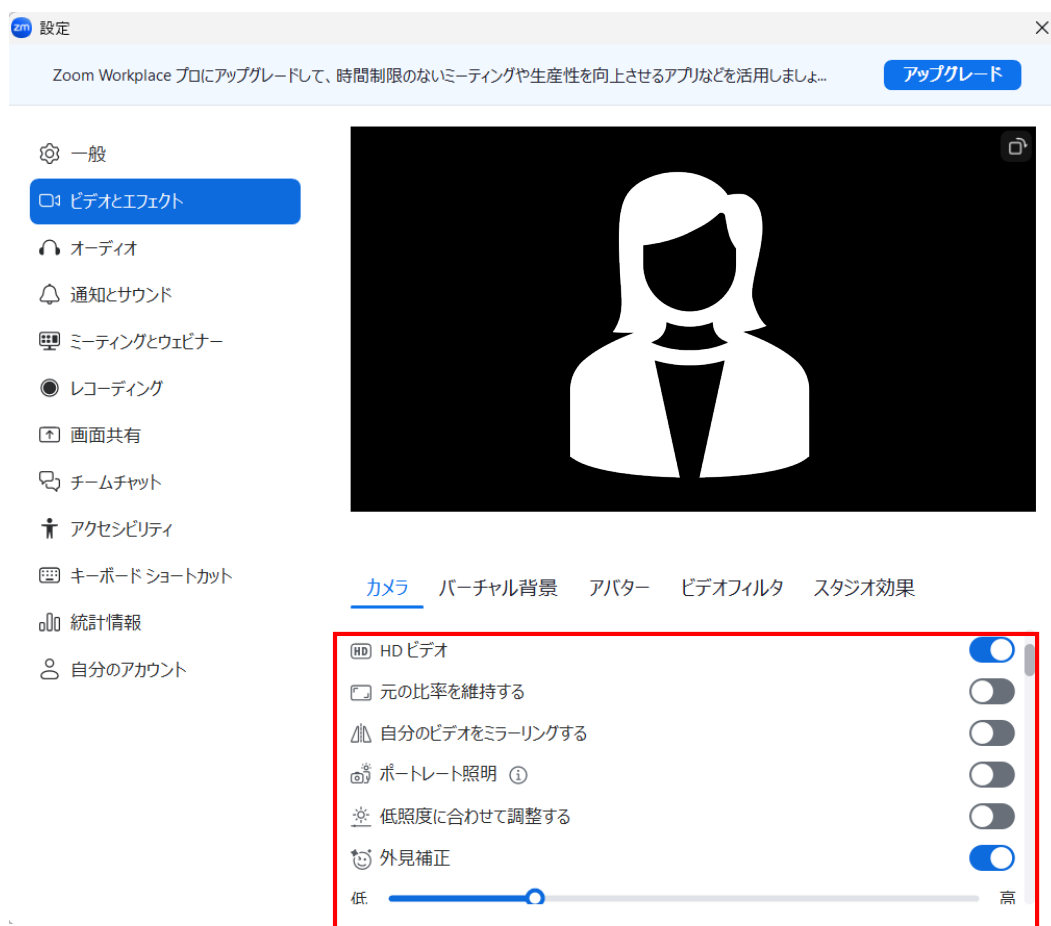 zm 設定
Zoom Workplace プロにアップグレードして、時間制限のないミーティングや生産性を向上させるアプリなどを活用しましょ...
アップグレード
一般
ビデオとエフェクト
オーディオ
通知とサウンド
ミーティングとウェビナー
レコーディング
画面共有
チームチャット
アクセシビリティ
キーボード ショートカット
統計情報
自分のアカウント
カメラ バーチャル背景 アバター ビデオフィルタ スタジオ効果
HD HD ビデオ
元の比率を維持する
自分のビデオをミラーリングする
ポートレート照明
低照度に合わせて調整する
外見補正
低 高